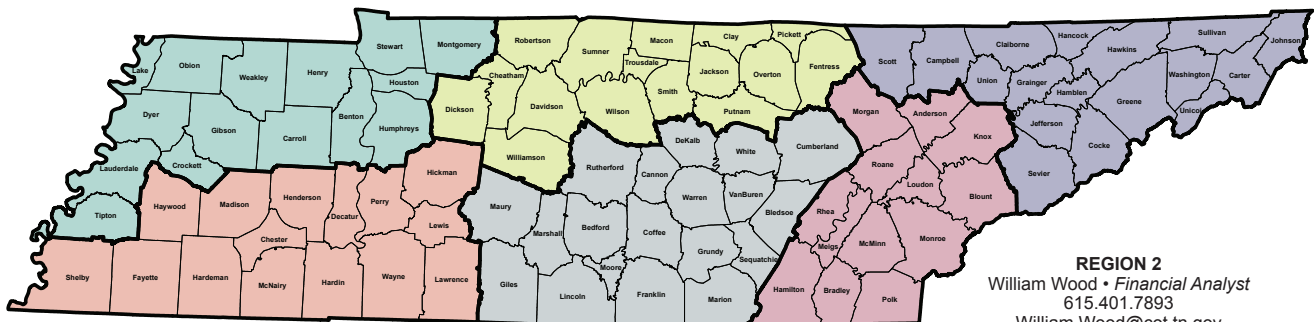 Lake
Obion
Weakley
Henry
Stewart
Montgomery
Houston
Dyer
Gibson
Carroll
Benton
Humphreys
Lauderdale
Crockett
Tipton
Robertson
Sumner
Macon
Clay
Pickett
Cheatham
Trousdale
Jackson
Overton
Fentress
Dickson
Davidson
Wilson
Smith
Putnam
Williamson
Scott
Campbell
Claiborne
Hancock
Hawkins
Sullivan
Johnson
Union
Grainger
Hamblen
Greene
Washington
Carter
Unicoi
Jefferson
Cocke
Sevier
Haywood
Madison
Henderson
Decatur
Perry
Hickman
Lewis
Chester
Shelby
Fayette
Hardeman
McNairy
Hardin
Wayne
Lawrence
Maury
Marshall
Rutherford
Cannon
DeKalb
White
Cumberland
Bedford
Coffee
Warren
VanBuren
Bledsoe
Grundy
Sequatchie
Moore
Giles
Lincoln
Franklin
Marion
Morgan
Anderson
Knox
Roane
Loudon
Blount
Rhea
Meigs
McMinn
Monroe
Hamilton
Bradley
Polk
REGION 2
William Wood • Financial Analyst
615.401.7893
William.Wood@cot.tn.gov